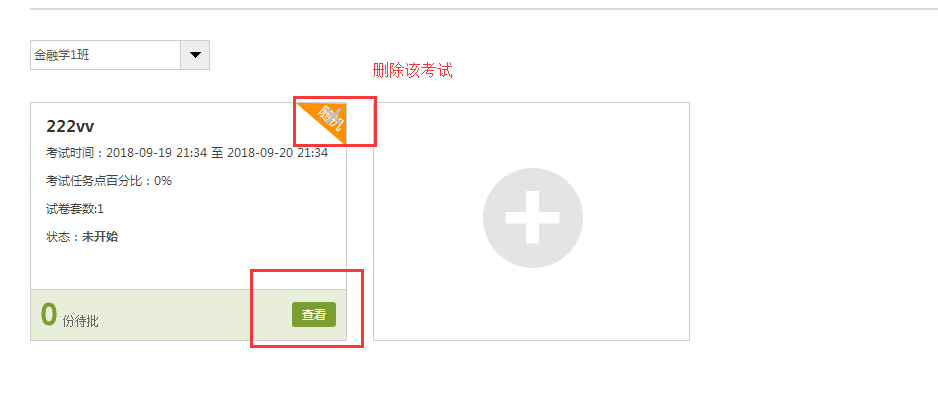 金融学1班
删除该考试
222vv
随机
考试时间：2018-09-19 21:34 至 2018-09-20 21:34
考试任务点百分比：0%
试卷套数:1
状态：未开始
0 份待批
查看